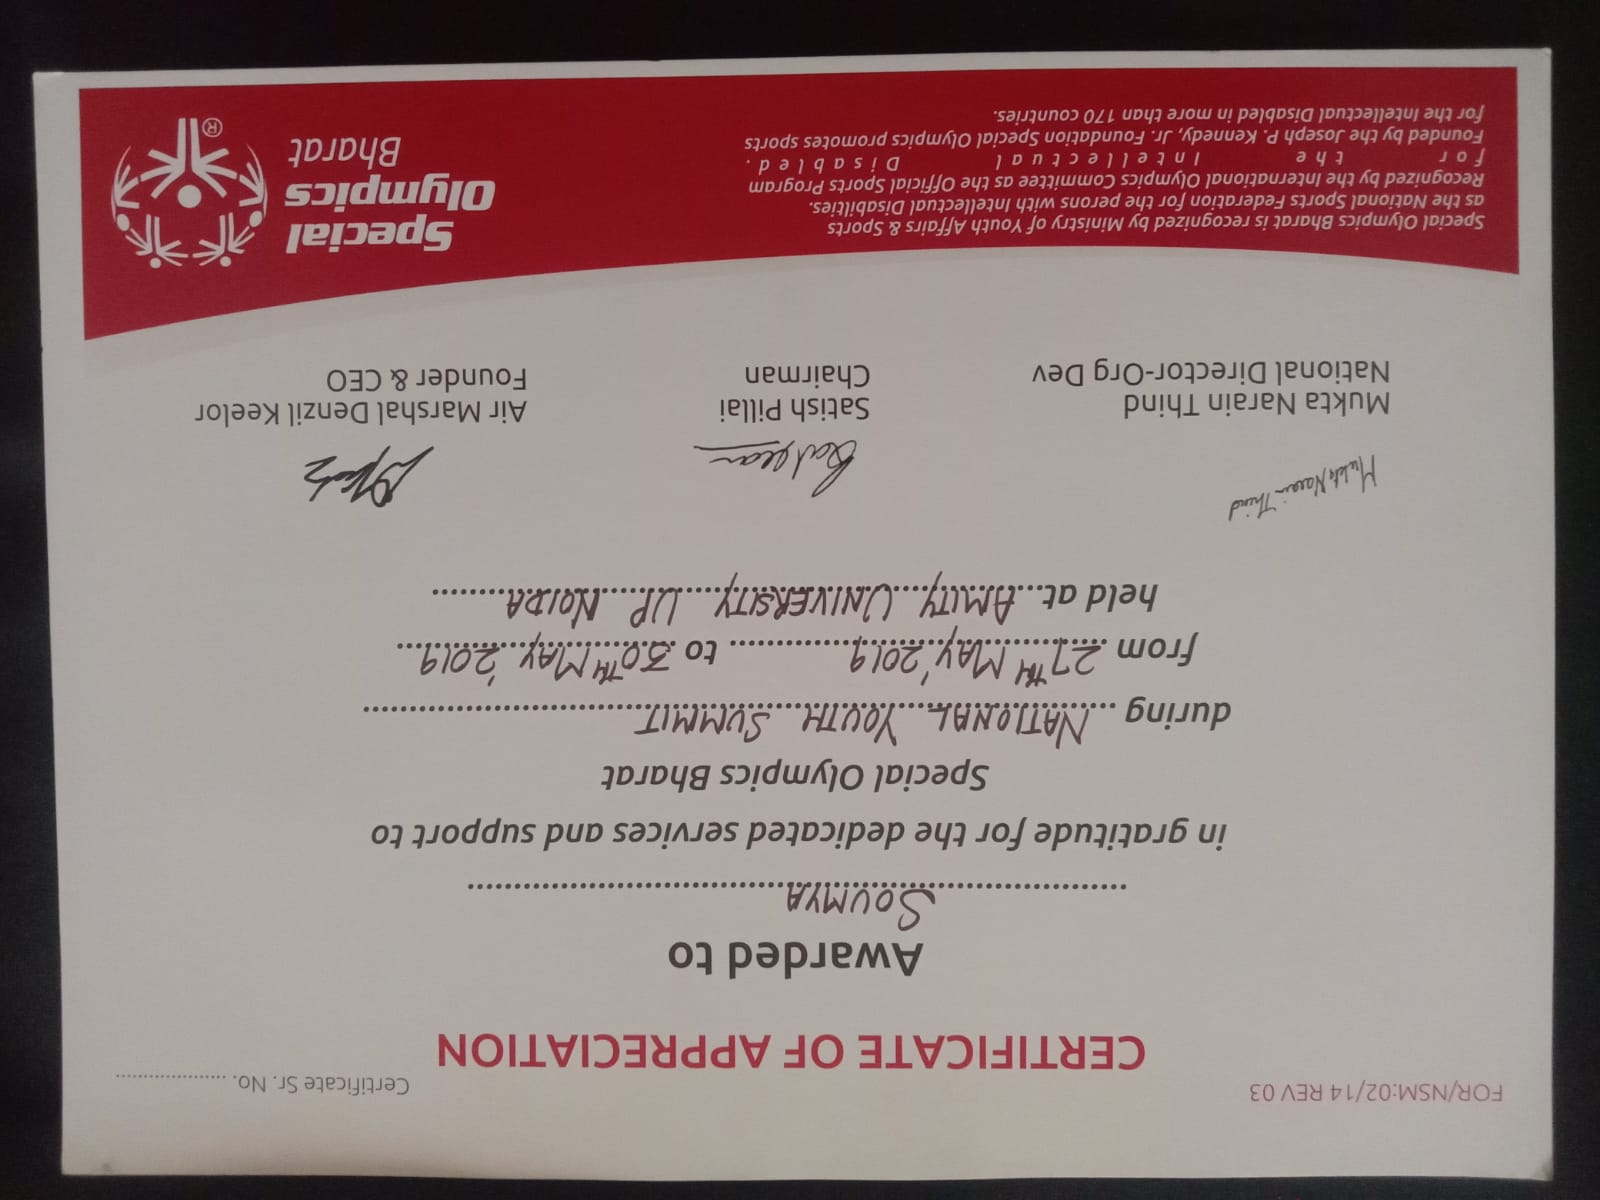 FOR/NSM:02/14 REV 03
Certificate Sr. No. ......................
CERTIFICATE OF APPRECIATION
Awarded to
SOUMYA
in gratitude for the dedicated services and support to
Special Olympics Bharat
during NATIONAL YOUTH SUMMIT
from 27TH MAY' 2019 to 30TH MAY' 2019
held at AMITY UNIVERSITY UP NOIDA
Mukta Narain Thind
Mukta Narain Thind
National Director-Org Dev
Satish Pillai
Chairman
Air Marshal Denzil Keelor
Founder & CEO
Special Olympics Bharat is recognized by Ministry of Youth Affairs & Sports
as the National Sports Federation for the perons with Intellectual Disbilties.
Recognized by the International Olympics Committee as the Official Sports Program
for the Intellectual Disabled.
Founded by the Joseph P. Kennedy, Jr. Foundation Special Olympics promotes sports
for the Intellectual Disabled in more than 170 countries.
Special
Olympics
Bharat
®